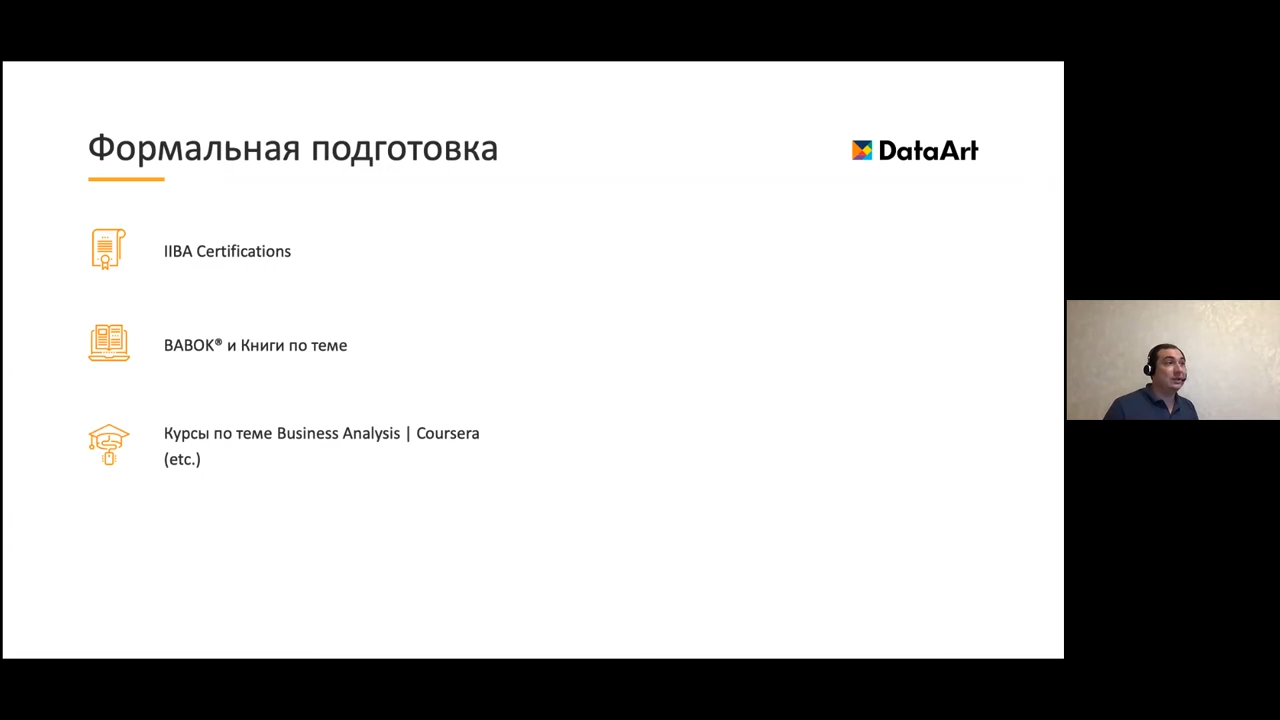 Формальная подготовка
DataArt
IIBA Certifications
BABOK® и Книги по теме
Курсы по теме Business Analysis | Coursera
(etc.)